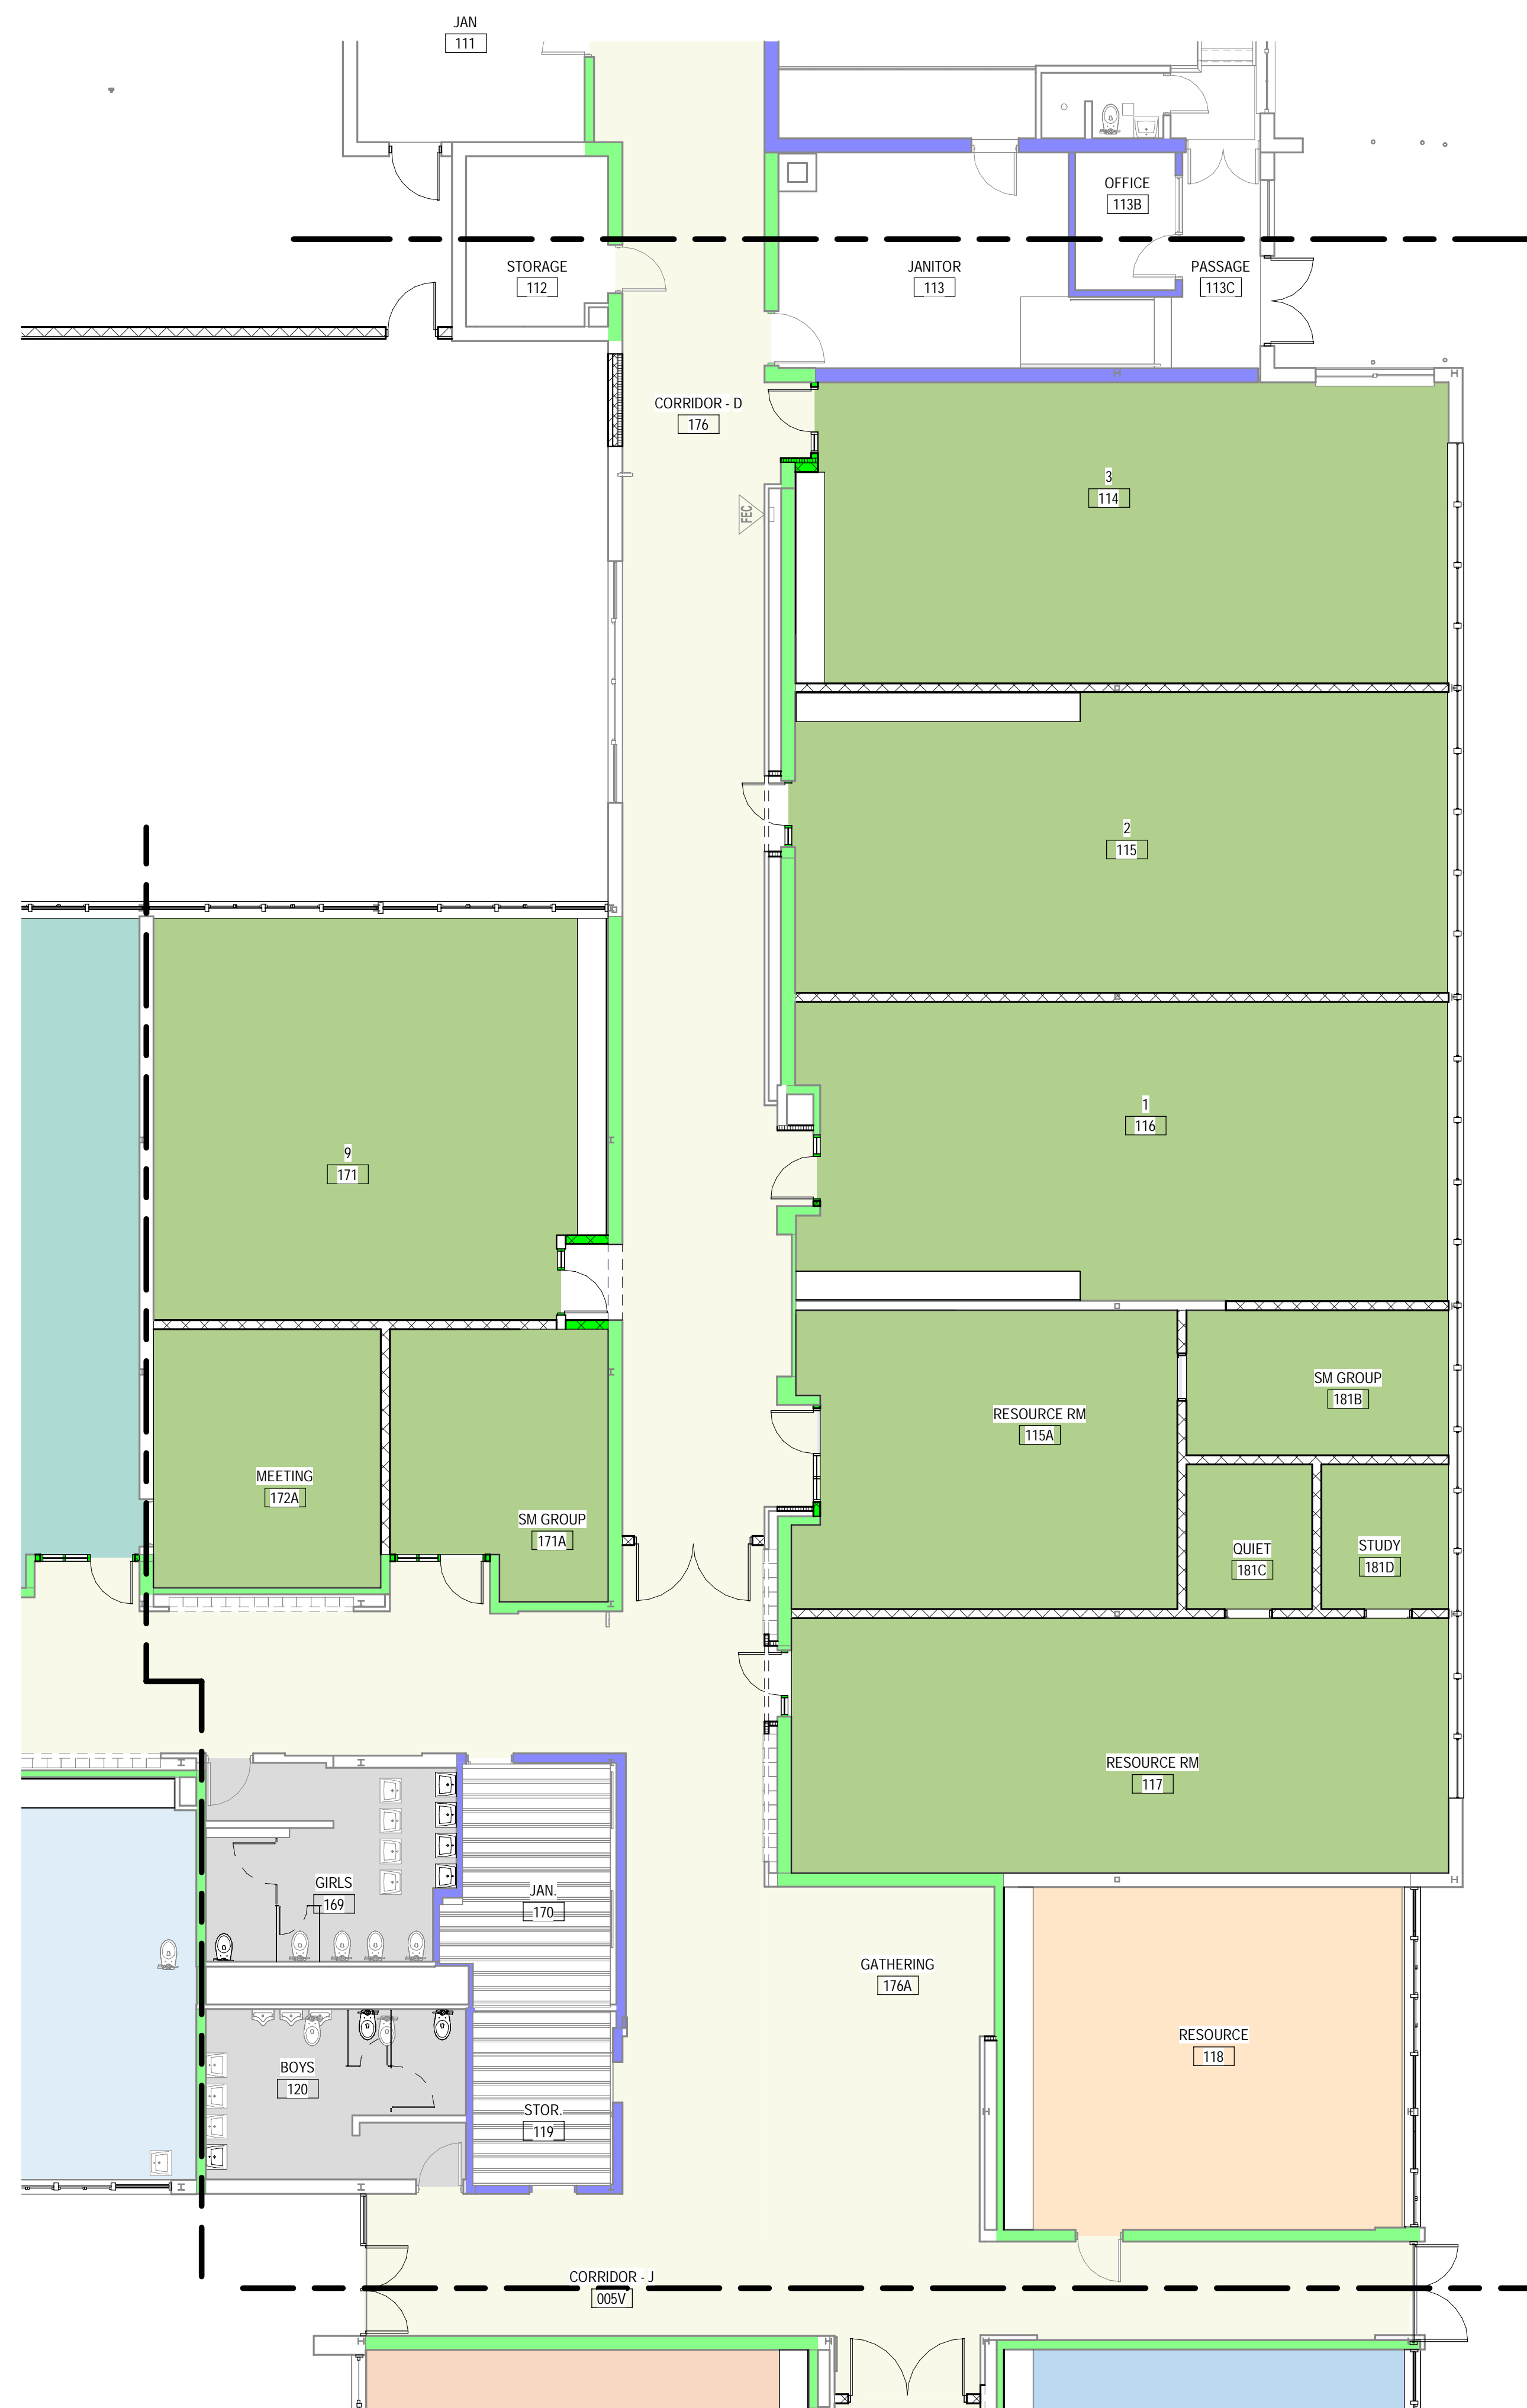 JAN
111
OFFICE
113B
STORAGE
112
JANITOR
113
PASSAGE
113C
CORRIDOR - D
176
3
114
FEC
2
115
1
116
9
171
SM GROUP
181B
RESOURCE RM
115A
MEETING
172A
SM GROUP
171A
QUIET
181C
STUDY
181D
RESOURCE RM
117
GIRLS
169
JAN.
170
GATHERING
176A
RESOURCE
118
BOYS
120
STOR.
119
CORRIDOR - J
005V